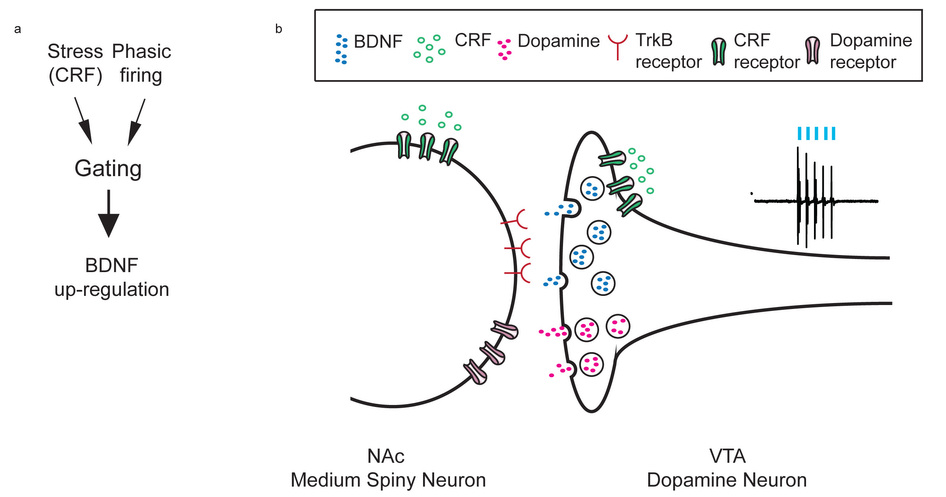 a
Stress Phasic
(CRF) firing
Gating
BDNF
up-regulation
b
BDNF
CRF
Dopamine
TrkB
receptor
CRF
receptor
Dopamine
receptor
NAc
Medium Spiny Neuron
VTA
Dopamine Neuron